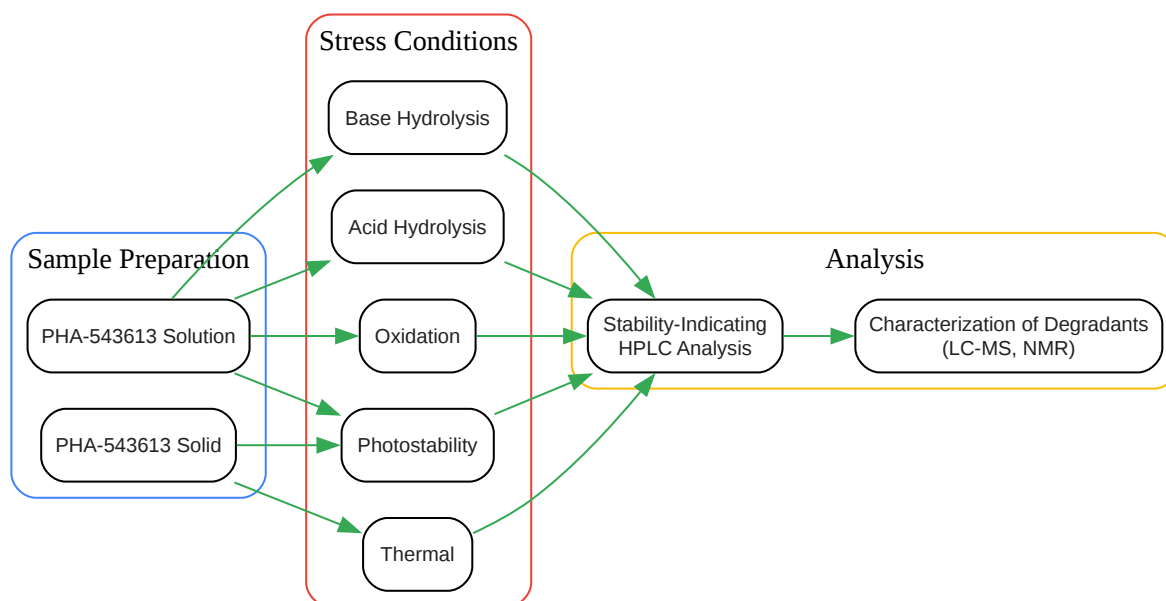 Sample Preparation
PHA-543613 Solution
PHA-543613 Solid
Stress Conditions
Base Hydrolysis
Acid Hydrolysis
Oxidation
Photostability
Thermal
Analysis
Stability-Indicating
HPLC Analysis
Characterization of Degradants
(LC-MS, NMR)